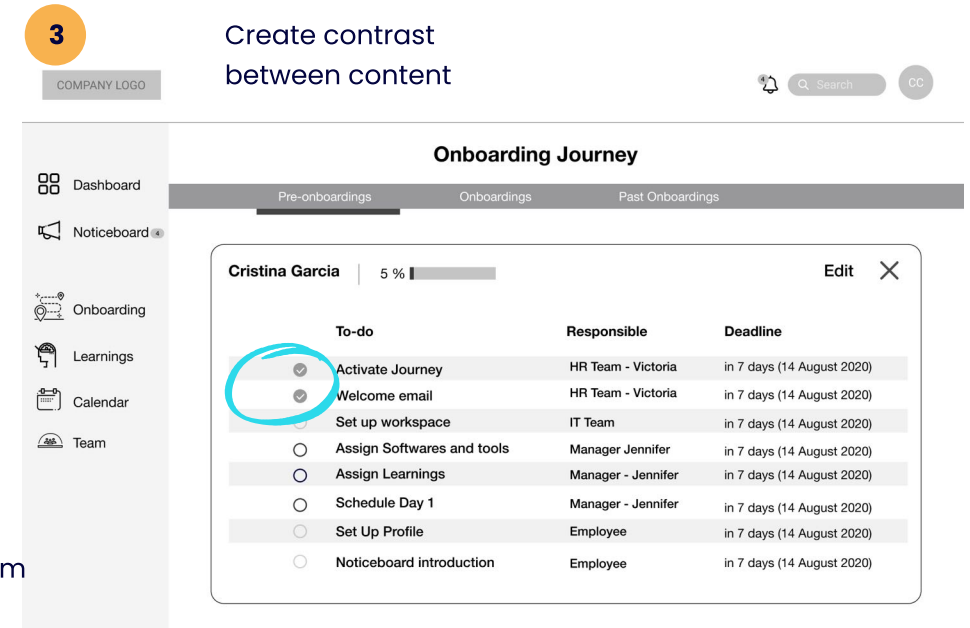 3
Create contrast
between content
COMPANY LOGO
4
Search
CC
Onboarding Journey
Pre-onboardings Onboardings Past Onboardings
Dashboard
Noticeboard 4
Onboarding
Learnings
Calendar
Team
Cristina Garcia 5 % Edit
To-do Responsible Deadline
Activate Journey HR Team - Victoria in 7 days (14 August 2020)
Welcome email HR Team - Victoria in 7 days (14 August 2020)
Set up workspace IT Team in 7 days (14 August 2020)
Assign Softwares and tools Manager Jennifer in 7 days (14 August 2020)
Assign Learnings Manager - Jennifer in 7 days (14 August 2020)
Schedule Day 1 Manager - Jennifer in 7 days (14 August 2020)
Set Up Profile Employee in 7 days (14 August 2020)
Noticeboard introduction Employee in 7 days (14 August 2020)
m